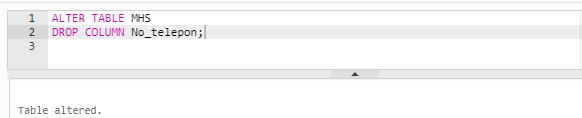 1 ALTER TABLE MHS
2 DROP COLUMN No_telepon;
3
Table altered.